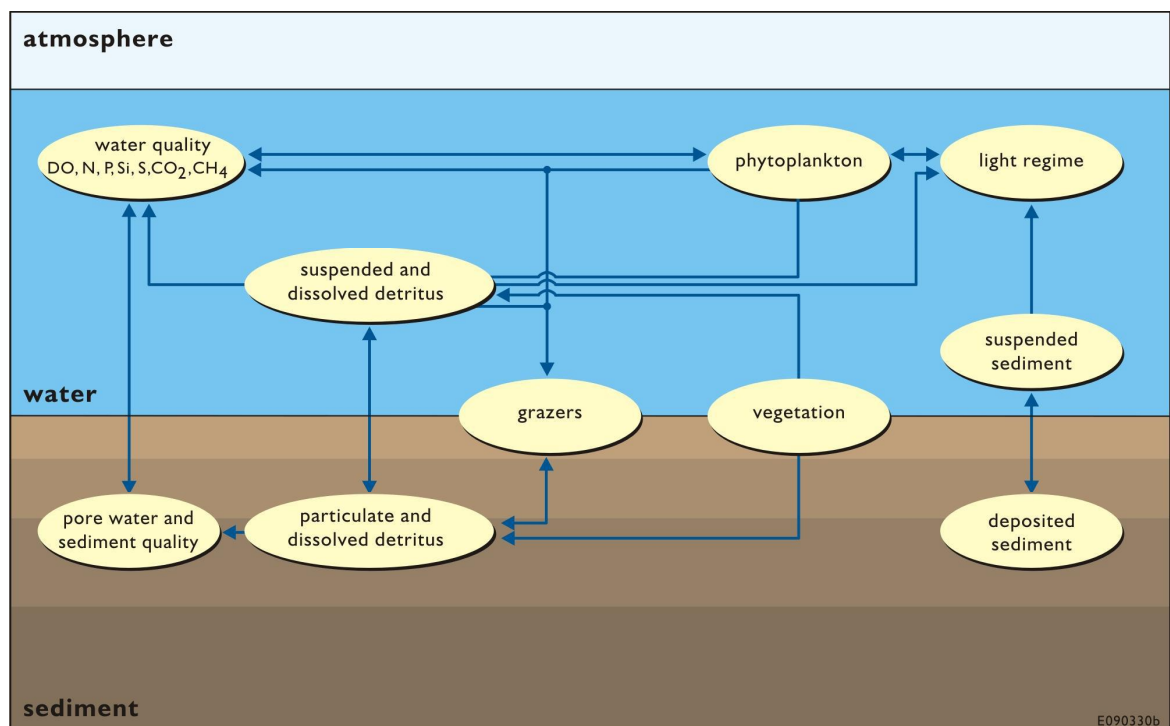 atmosphere
water quality
DO, N, P, Si, S,CO2,CH4
phytoplankton
light regime
suspended and
dissolved detritus
suspended
sediment
water
grazers
vegetation
pore water and
sediment quality
particulate and
dissolved detritus
deposited
sediment
sediment
E090330b